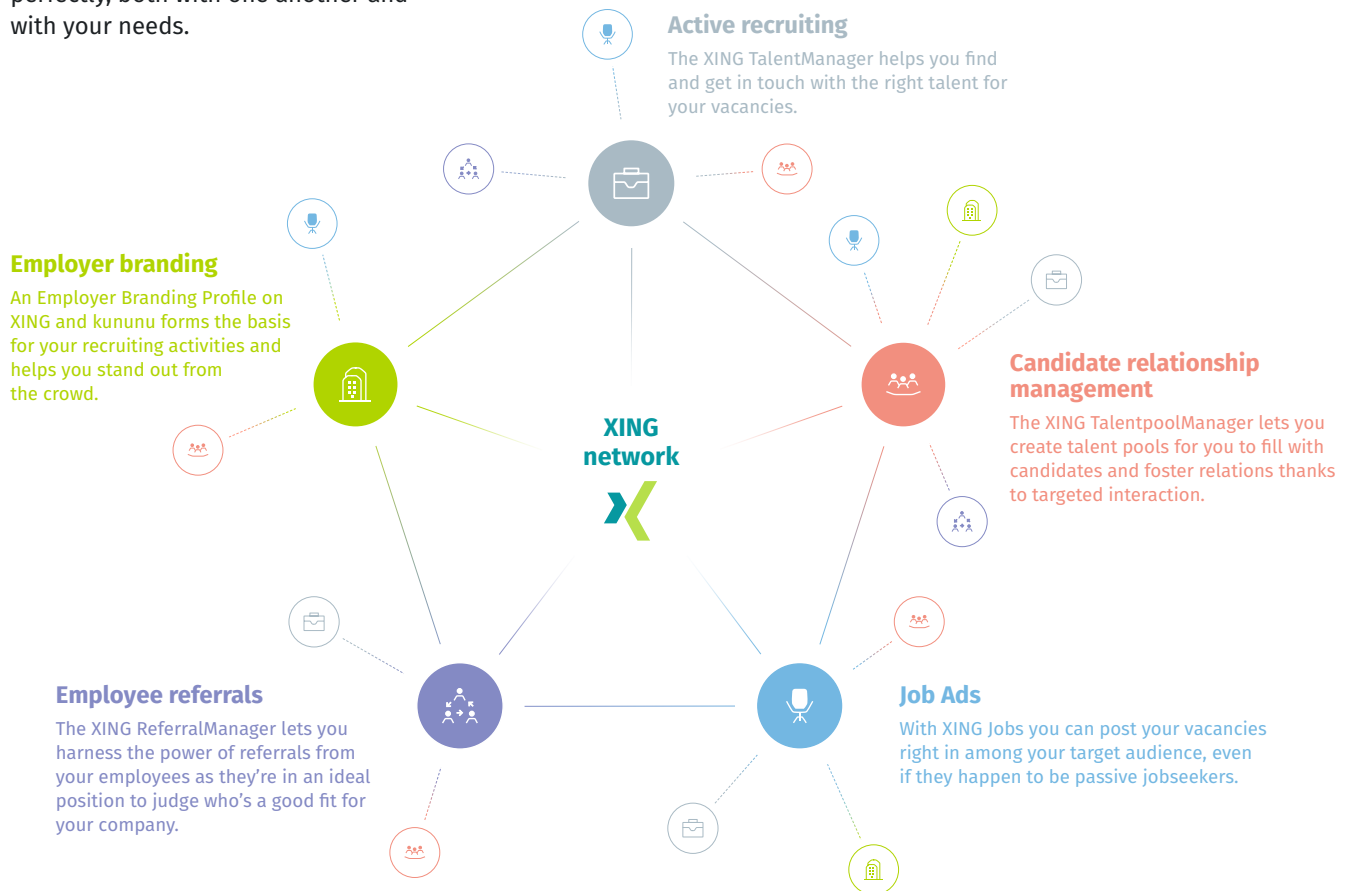 with your needs.
Active recruiting
The XING TalentManager helps you find
and get in touch with the right talent for
your vacancies.
Employer branding
An Employer Branding Profile on
XING and kununu forms the basis
for your recruiting activities and
helps you stand out from
the crowd.
Candidate relationship
management
The XING TalentpoolManager lets you
create talent pools for you to fill with
candidates and foster relations thanks
to targeted interaction.
XING
network
Employee referrals
The XING ReferralManager lets you
harness the power of referrals from
your employees as they’re in an ideal
position to judge who’s a good fit for
your company.
Job Ads
With XING Jobs you can post your vacancies
right in among your target audience, even
if they happen to be passive jobseekers.